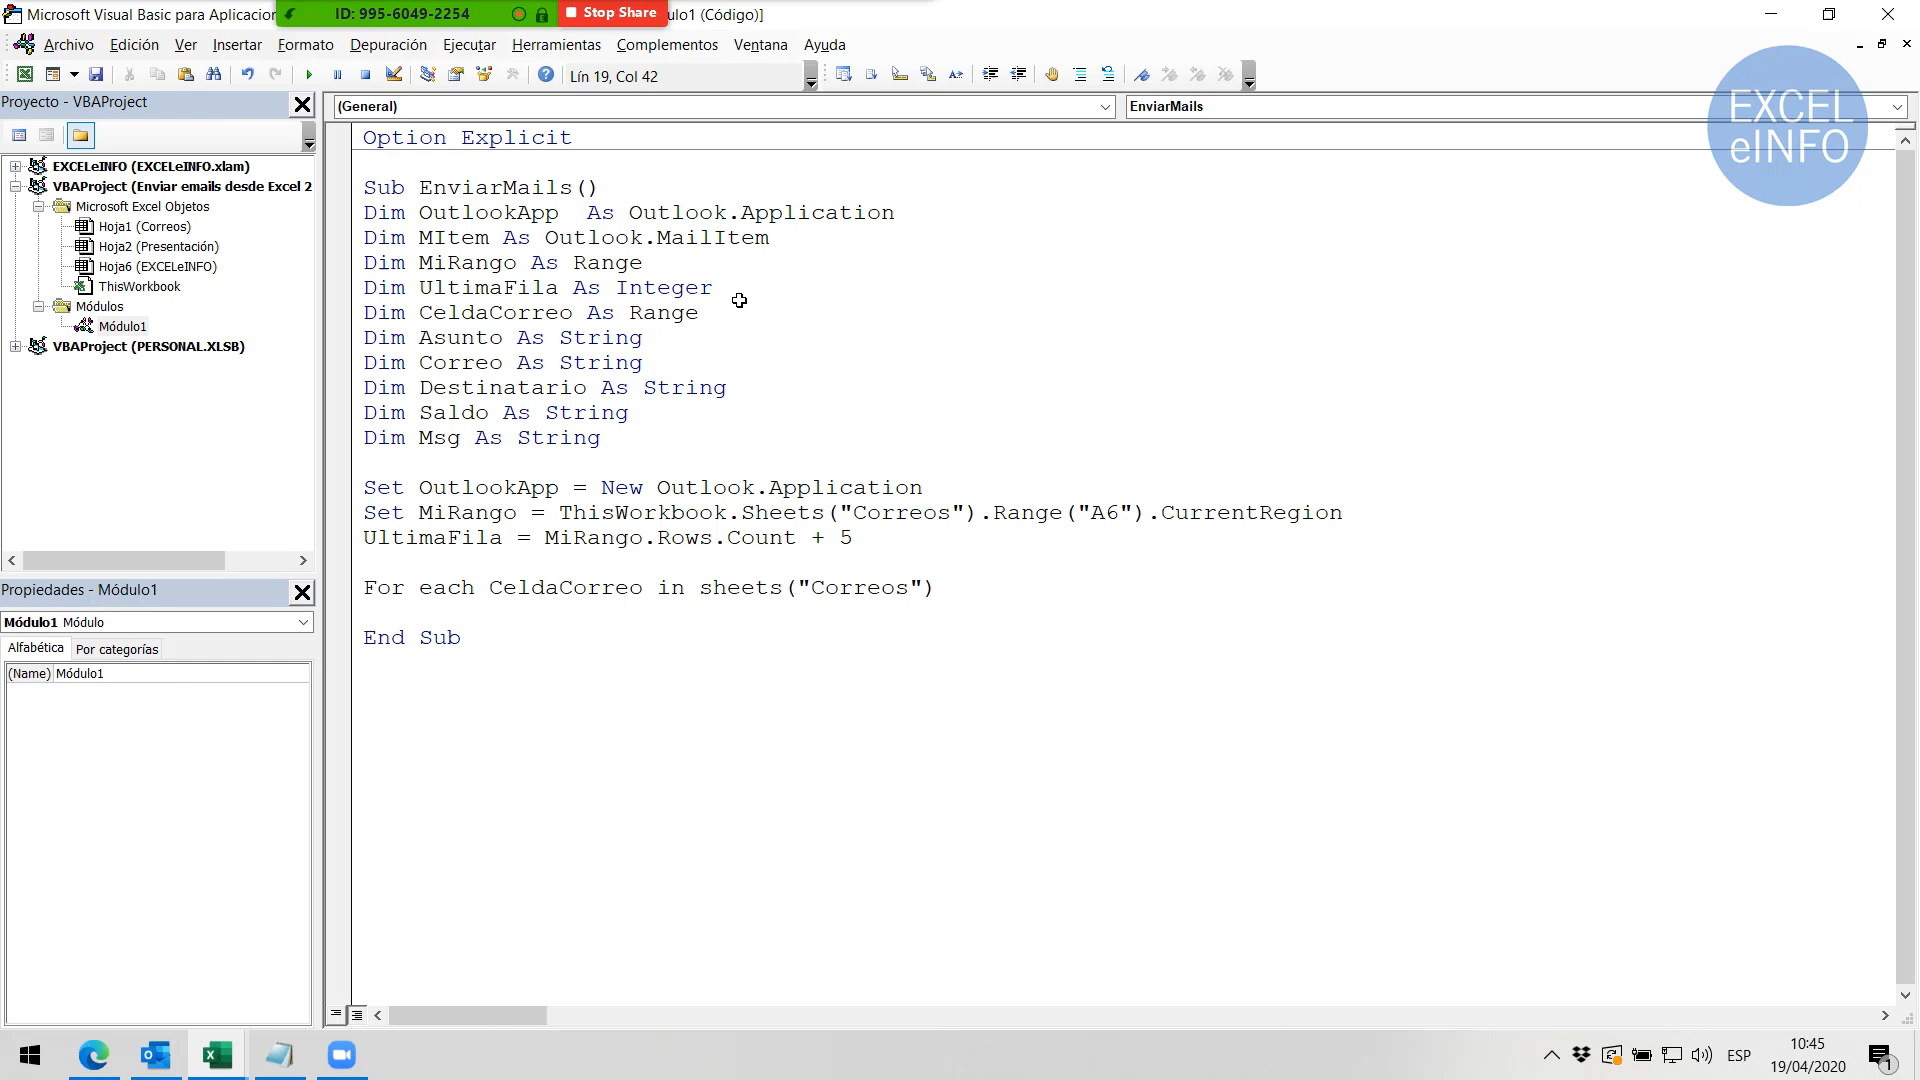 Microsoft Visual Basic para Aplicacion
ID: 995-6049-2254
Stop Share
ulo1 (Código)]
Archivo Edición Ver Insertar Formato Depuración Ejecutar Herramientas Complementos Ventana Ayuda
Lín 19, Col 42
Proyecto - VBAProject
EXCELeINFO (EXCELeINFO.xlam)
VBAProject (Enviar emails desde Excel 2
Microsoft Excel Objetos
Hoja1 (Correos)
Hoja2 (Presentación)
Hoja6 (EXCELeINFO)
ThisWorkbook
Módulos
Módulo1
VBAProject (PERSONAL.XLSB)
Propiedades - Módulo1
Módulo1 Módulo
Alfabética Por categorías
(Name) Módulo1
(General) EnviarMails
EXCEL
eINFO
Option Explicit
Sub EnviarMails()
Dim OutlookApp  As Outlook.Application
Dim MItem As Outlook.MailItem
Dim MiRango As Range
Dim UltimaFila As Integer
Dim CeldaCorreo As Range
Dim Asunto As String
Dim Correo As String
Dim Destinatario As String
Dim Saldo As String
Dim Msg As String
Set OutlookApp = New Outlook.Application
Set MiRango = ThisWorkbook.Sheets("Correos").Range("A6").CurrentRegion
UltimaFila = MiRango.Rows.Count + 5
For each CeldaCorreo in sheets("Correos")
End Sub
ESP
10:45
19/04/2020
1